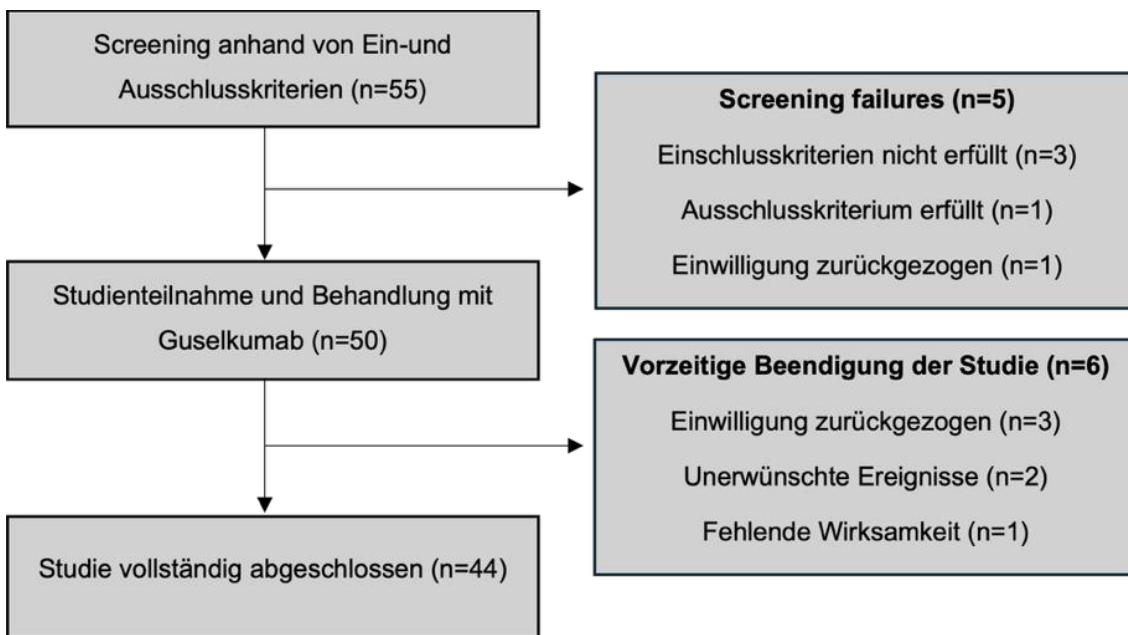 Screening anhand von Ein-und
Ausschlusskriterien (n=55)
Screening failures (n=5)
Einschlusskriterien nicht erfüllt (n=3)
Ausschlusskriterium erfüllt (n=1)
Einwilligung zurückgezogen (n=1)
Studienteilnahme und Behandlung mit
Guselkumab (n=50)
Vorzeitige Beendigung der Studie (n=6)
Einwilligung zurückgezogen (n=3)
Unerwünschte Ereignisse (n=2)
Fehlende Wirksamkeit (n=1)
Studie vollständig abgeschlossen (n=44)